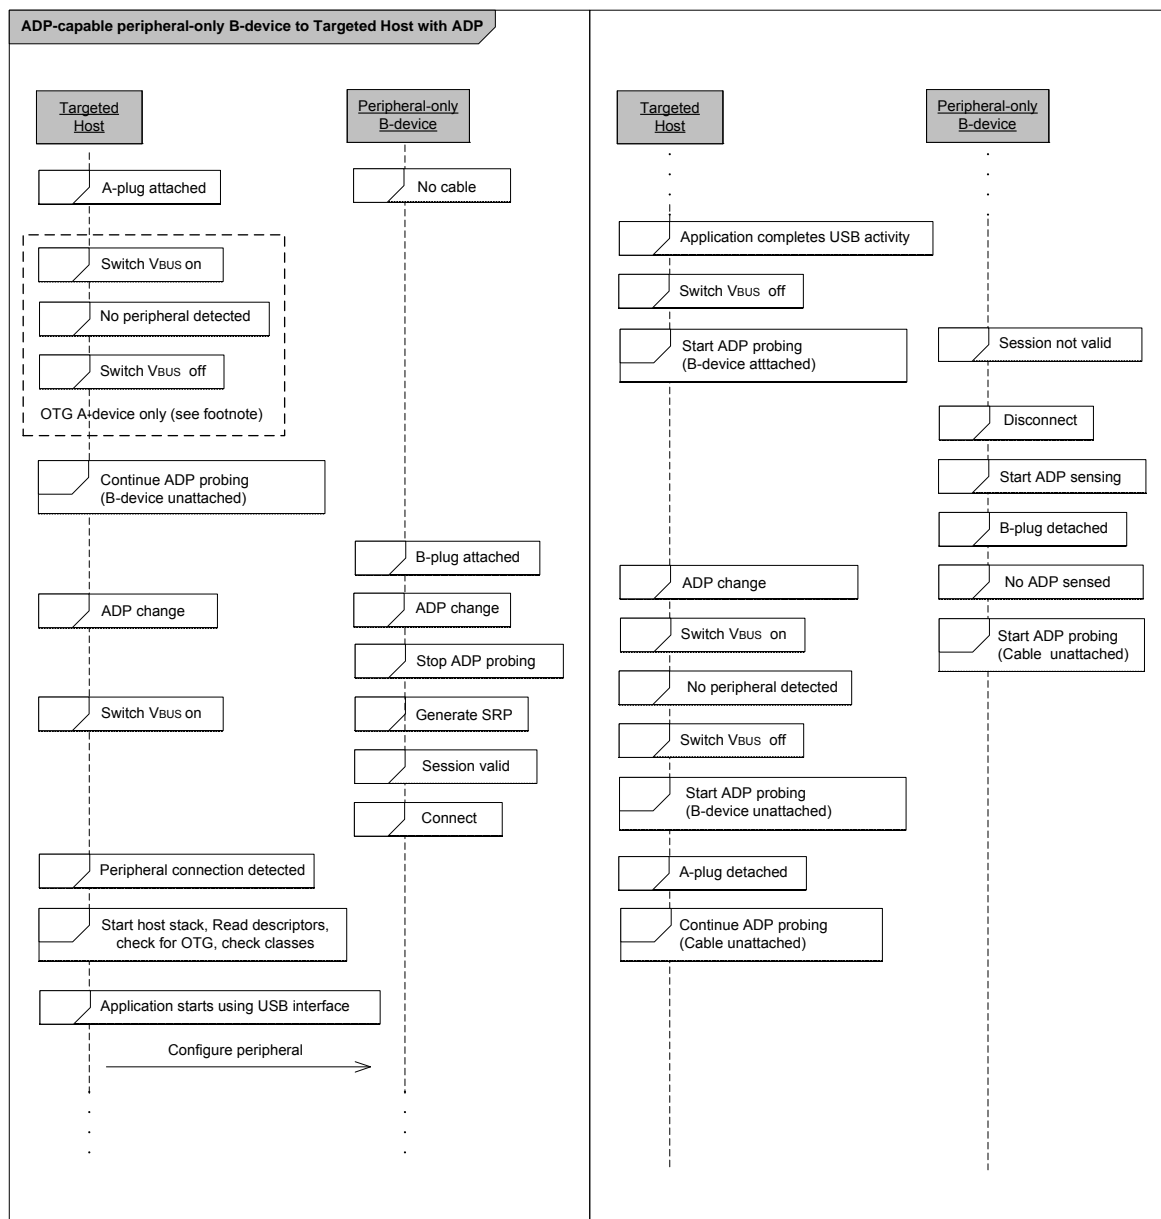 ADP-capable peripheral-only B-device to Targeted Host with ADP
Targeted
Host
Peripheral-only
B-device
A-plug attached
No cable
Switch VBUS on
No peripheral detected
Switch VBUS off
OTG A-device only (see footnote)
Continue ADP probing
(B-device unattached)
B-plug attached
ADP change
ADP change
Stop ADP probing
Switch VBUS on
Generate SRP
Session valid
Connect
Peripheral connection detected
Start host stack, Read descriptors,
check for OTG, check classes
Application starts using USB interface
Configure peripheral
Targeted
Host
Peripheral-only
B-device
Application completes USB activity
Switch VBUS off
Start ADP probing
(B-device atttached)
Session not valid
Disconnect
Start ADP sensing
B-plug detached
ADP change
No ADP sensed
Switch VBUS on
Start ADP probing
(Cable unattached)
No peripheral detected
Switch VBUS off
Start ADP probing
(B-device unattached)
A-plug detached
Continue ADP probing
(Cable unattached)